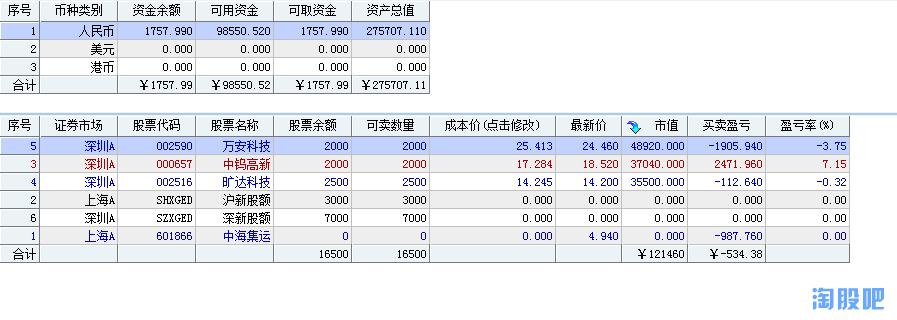 序号 币种类别 资金余额 可用资金 可取资金 资产总值
1 人民币 1757.990 98550.520 1757.990 275707.110
2 美元 0.000 0.000 0.000 0.000
3 港币 0.000 0.000 0.000 0.000
合计 ￥1757.99 ￥98550.52 ￥1757.99 ￥275707.11
序号 证券市场 股票代码 股票名称 股票余额 可卖数量 成本价(点击修改) 最新价 市值 买卖盈亏 盈亏率(%)
5 深圳A 002590 万安科技 2000 2000 25.413 24.460 48920.000 -1905.940 -3.75
3 深圳A 000657 中钨高新 2000 2000 17.284 18.520 37040.000 2471.960 7.15
4 深圳A 002516 旷达科技 2500 2500 14.245 14.200 35500.000 -112.640 -0.32
2 上海A SHXGED 沪新股额 3000 3000 0.000 0.000 0.000 0.000 0.00
6 深圳A SZXGED 深新股额 7000 7000 0.000 0.000 0.000 0.000 0.00
1 上海A 601866 中海集运 0 0 0.000 4.940 0.000 -987.760 0.00
合计 16500 16500 ￥121460 ￥-534.38
淘股吧